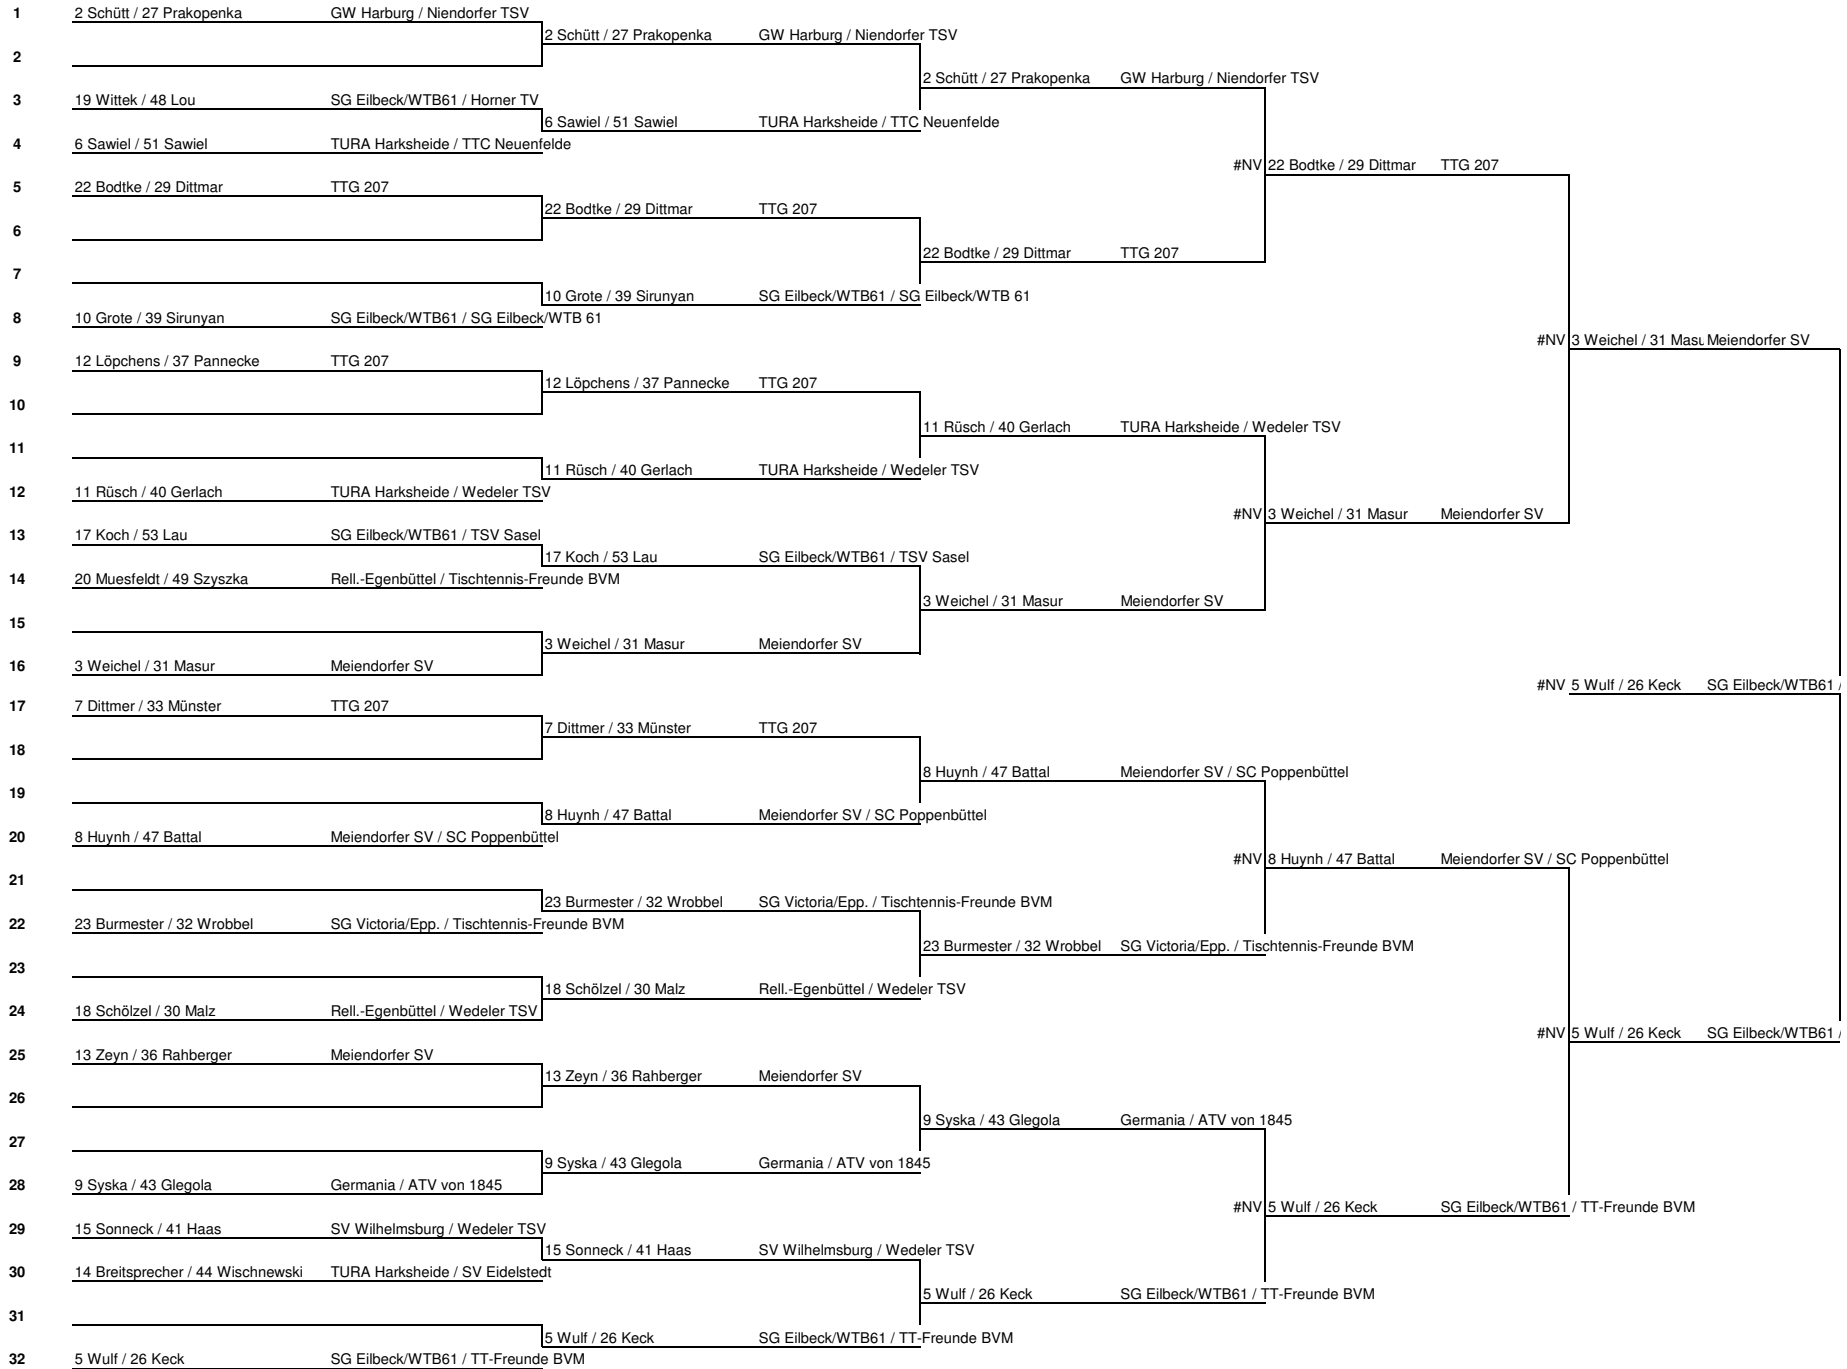 1 2 Schütt / 27 Prakopenka GW Harburg / Niendorfer TSV
2 Schütt / 27 Prakopenka GW Harburg / Niendorfer TSV
2
2 Schütt / 27 Prakopenka GW Harburg / Niendorfer TSV
3 19 Wittek / 48 Lou SG Eilbeck/WTB61 / Horner TV
6 Sawiel / 51 Sawiel TURA Harksheide / TTC Neuenfelde
4 6 Sawiel / 51 Sawiel TURA Harksheide / TTC Neuenfelde
#NV 22 Bodtke / 29 Dittmar TTG 207
5 22 Bodtke / 29 Dittmar TTG 207
22 Bodtke / 29 Dittmar TTG 207
6
22 Bodtke / 29 Dittmar TTG 207
7
10 Grote / 39 Sirunyan SG Eilbeck/WTB61 / SG Eilbeck/WTB 61
8 10 Grote / 39 Sirunyan SG Eilbeck/WTB61 / SG Eilbeck/WTB 61
#NV 3 Weichel / 31 Masu Meiendorfer SV
9 12 Löpchens / 37 Pannecke TTG 207
12 Löpchens / 37 Pannecke TTG 207
10
11 Rüsch / 40 Gerlach TURA Harksheide / Wedeler TSV
11
11 Rüsch / 40 Gerlach TURA Harksheide / Wedeler TSV
12 11 Rüsch / 40 Gerlach TURA Harksheide / Wedeler TSV
#NV 3 Weichel / 31 Masur Meiendorfer SV
13 17 Koch / 53 Lau SG Eilbeck/WTB61 / TSV Sasel
17 Koch / 53 Lau SG Eilbeck/WTB61 / TSV Sasel
14 20 Muesfeldt / 49 Szyszka Rell.-Egenbüttel / Tischtennis-Freunde BVM
3 Weichel / 31 Masur Meiendorfer SV
15
3 Weichel / 31 Masur Meiendorfer SV
16 3 Weichel / 31 Masur Meiendorfer SV
#NV 5 Wulf / 26 Keck SG Eilbeck/WTB61 /
17 7 Dittmer / 33 Münster TTG 207
7 Dittmer / 33 Münster TTG 207
18
8 Huynh / 47 Battal Meiendorfer SV / SC Poppenbüttel
19
8 Huynh / 47 Battal Meiendorfer SV / SC Poppenbüttel
20 8 Huynh / 47 Battal Meiendorfer SV / SC Poppenbüttel
#NV 8 Huynh / 47 Battal Meiendorfer SV / SC Poppenbüttel
21
23 Burmester / 32 Wrobbel SG Victoria/Epp. / Tischtennis-Freunde BVM
22 23 Burmester / 32 Wrobbel SG Victoria/Epp. / Tischtennis-Freunde BVM
23 Burmester / 32 Wrobbel SG Victoria/Epp. / Tischtennis-Freunde BVM
23
18 Schölzel / 30 Malz Rell.-Egenbüttel / Wedeler TSV
24 18 Schölzel / 30 Malz Rell.-Egenbüttel / Wedeler TSV
#NV 5 Wulf / 26 Keck SG Eilbeck/WTB61 /
25 13 Zeyn / 36 Rahberger Meiendorfer SV
13 Zeyn / 36 Rahberger Meiendorfer SV
26
9 Syska / 43 Glegola Germania / ATV von 1845
27
9 Syska / 43 Glegola Germania / ATV von 1845
28 9 Syska / 43 Glegola Germania / ATV von 1845
#NV 5 Wulf / 26 Keck SG Eilbeck/WTB61 / TT-Freunde BVM
29 15 Sonneck / 41 Haas SV Wilhelmsburg / Wedeler TSV
15 Sonneck / 41 Haas SV Wilhelmsburg / Wedeler TSV
30 14 Breitsprecher / 44 Wischnewski TURA Harksheide / SV Eidelstedt
5 Wulf / 26 Keck SG Eilbeck/WTB61 / TT-Freunde BVM
31
5 Wulf / 26 Keck SG Eilbeck/WTB61 / TT-Freunde BVM
32 5 Wulf / 26 Keck SG Eilbeck/WTB61 / TT-Freunde BVM